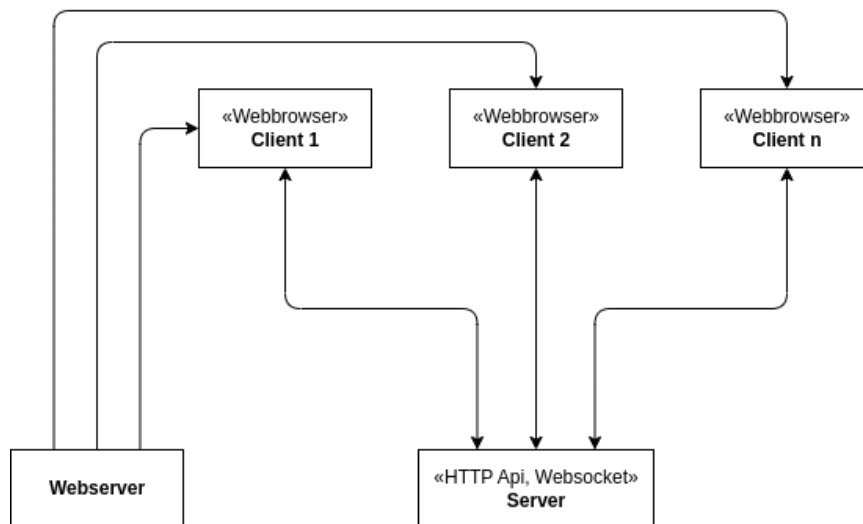 «Webbrowser»
Client 1
«Webbrowser»
Client 2
«Webbrowser»
Client n
Webserver
«HTTP Api, Websocket»
Server